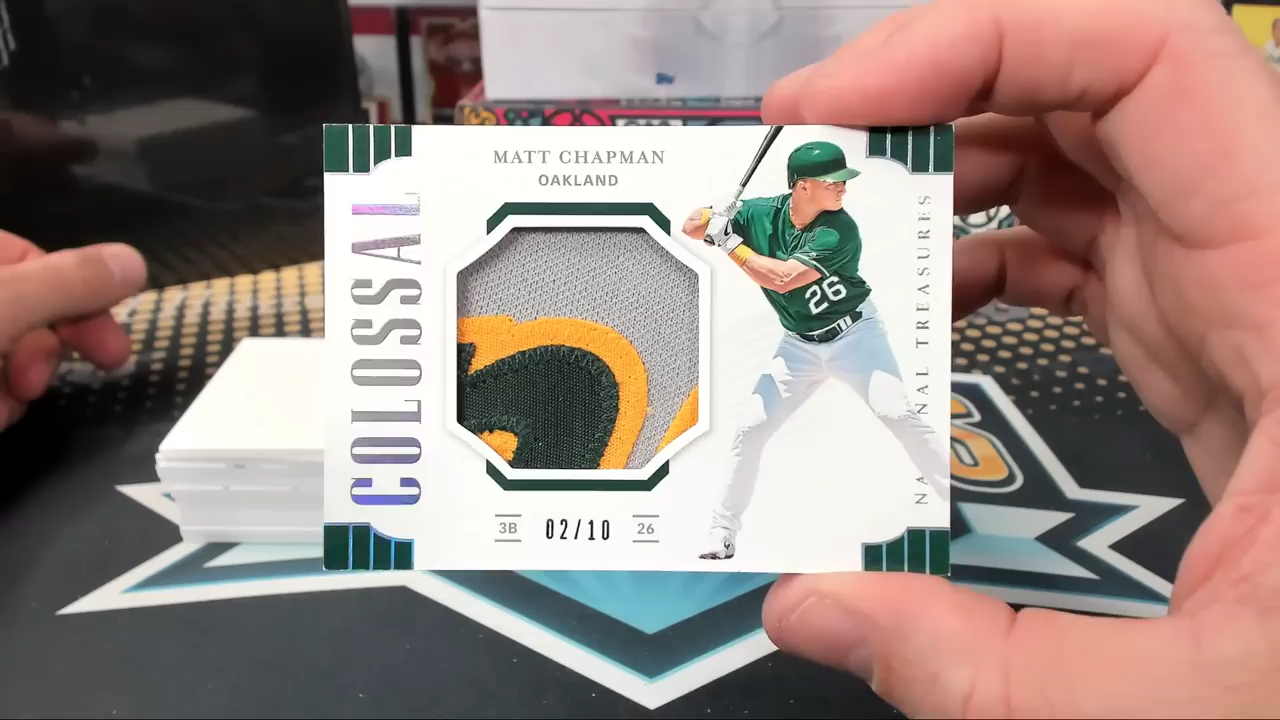 MATT CHAPMAN
OAKLAND
COLOSSAL
26
NATIONAL TREASURES
3B 02/10 26